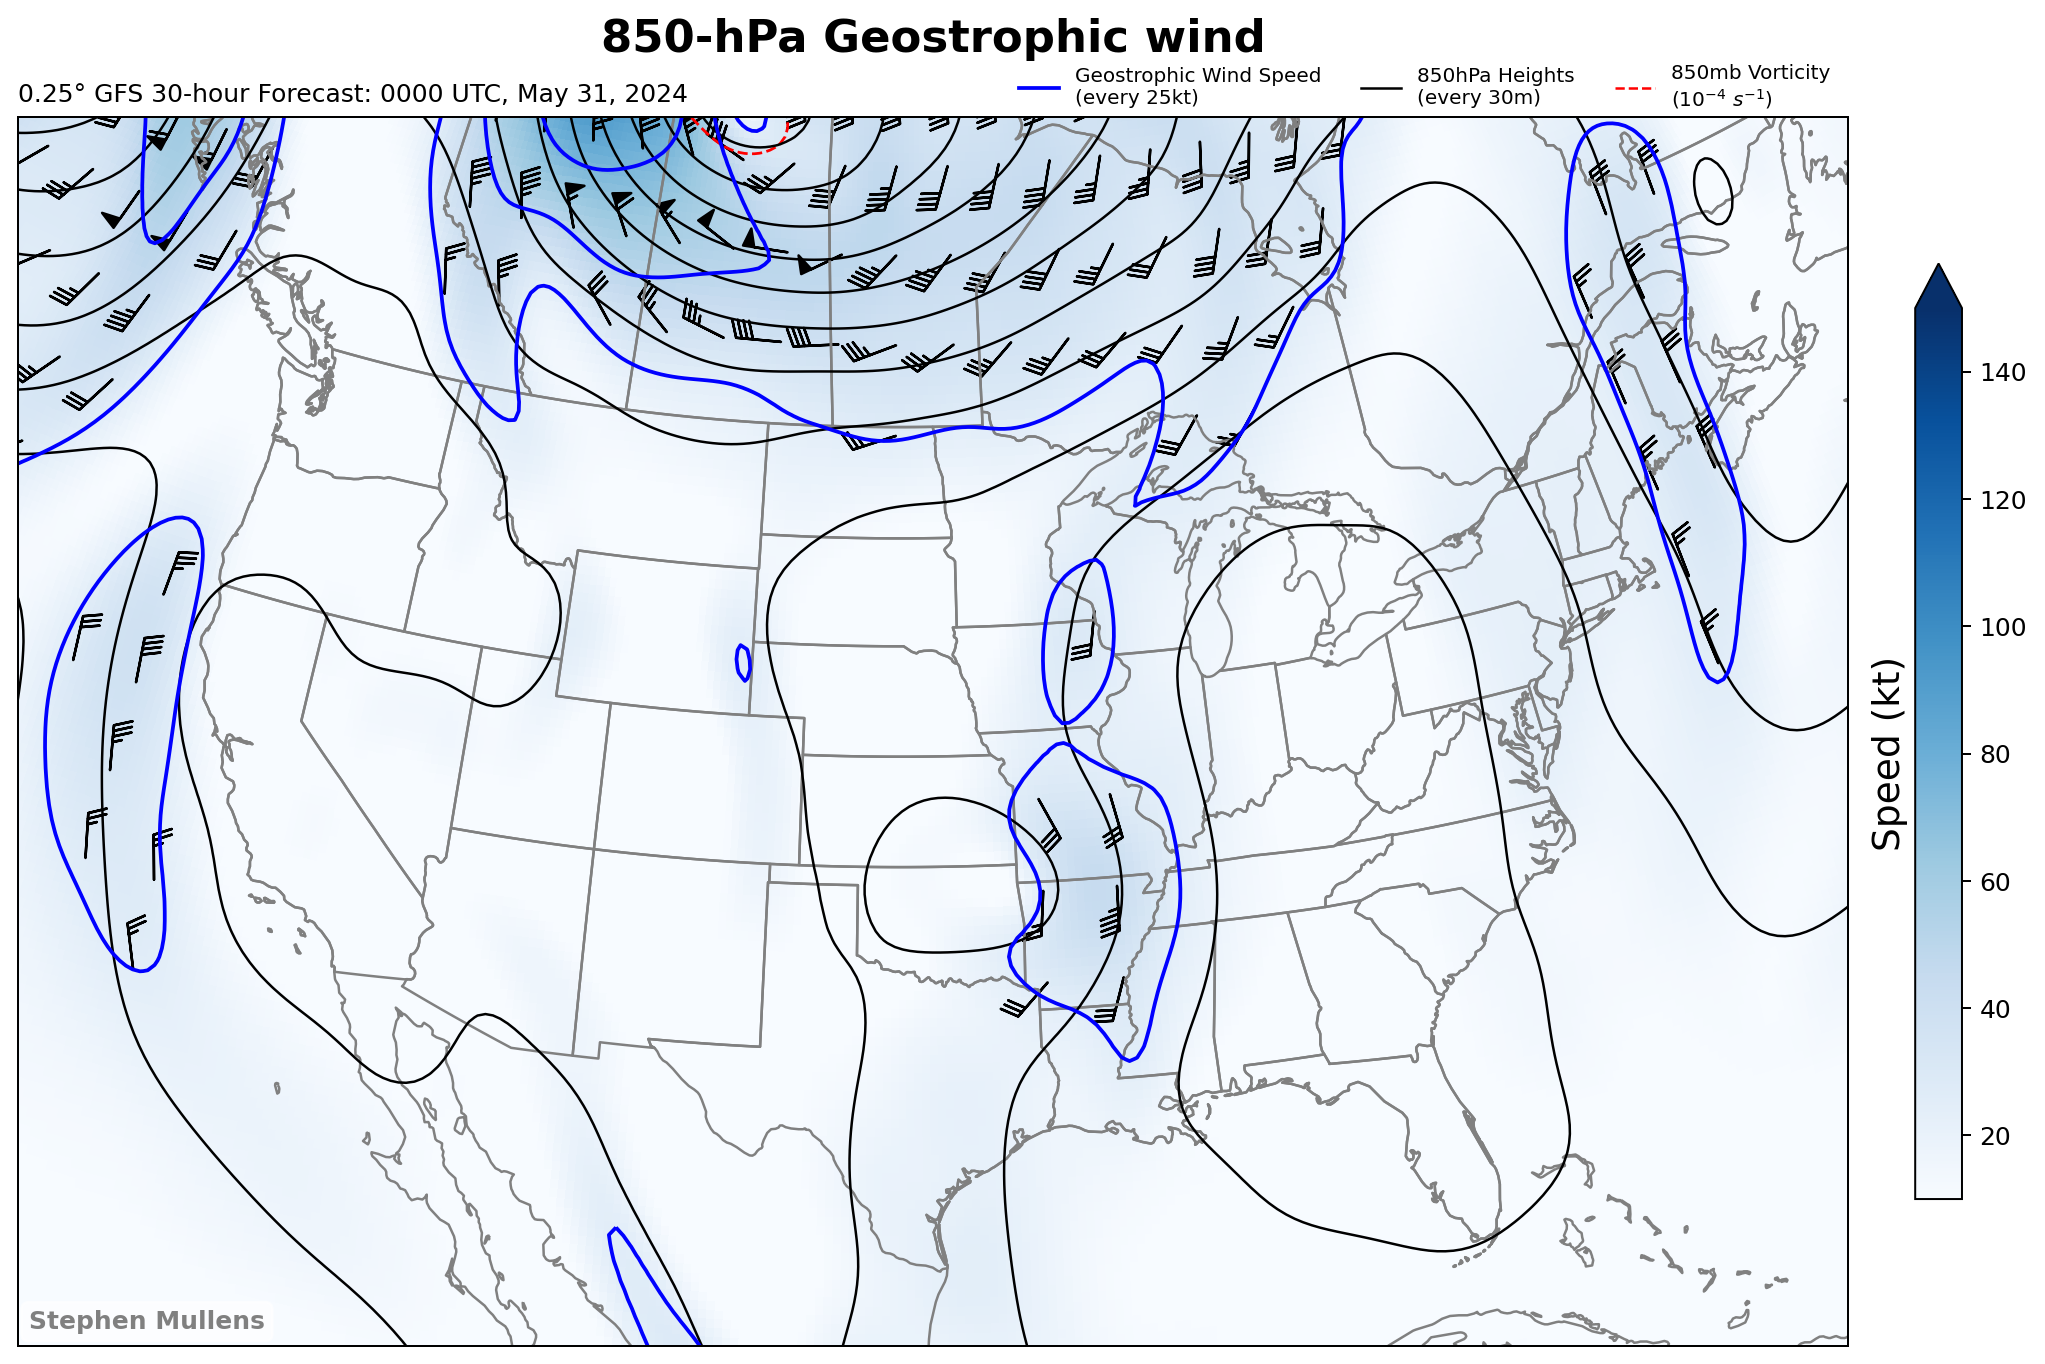 850-hPa Geostrophic wind
0.25° GFS 30-hour Forecast: 0000 UTC, May 31, 2024
Geostrophic Wind Speed
(every 25kt)
850hPa Heights
(every 30m)
850mb Vorticity
(10⁻⁴ s⁻¹)
140
120
100
80
60
40
20
Speed (kt)
Stephen Mullens